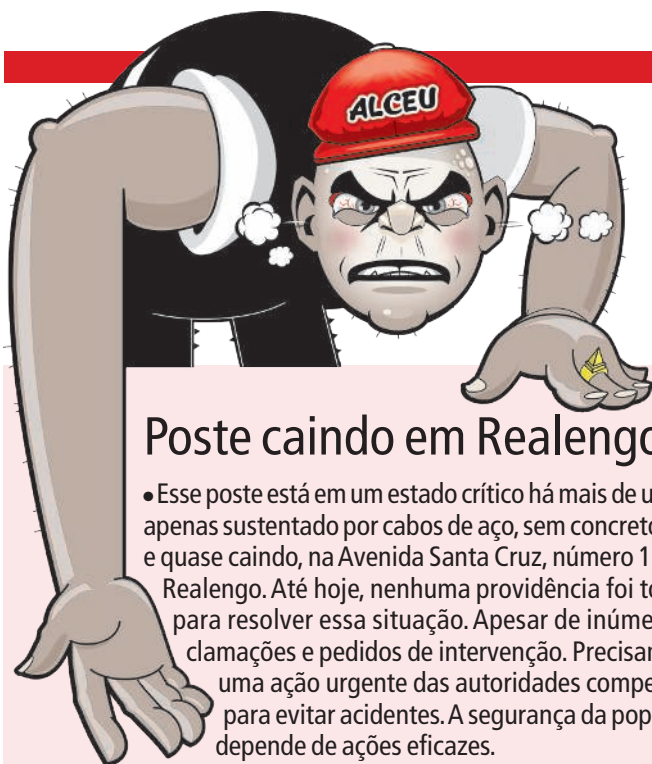 ALCEU
Poste caindo em Realengo
• Esse poste está em um estado crítico há mais de
apenas sustentado por cabos de aço, sem concreto
e quase caindo, na Avenida Santa Cruz, número
Realengo. Até hoje, nenhuma providência foi
para resolver essa situação. Apesar de
clamações e pedidos de intervenção.
uma ação urgente das autoridades
para evitar acidentes. A segurança da
depende de ações eficazes.